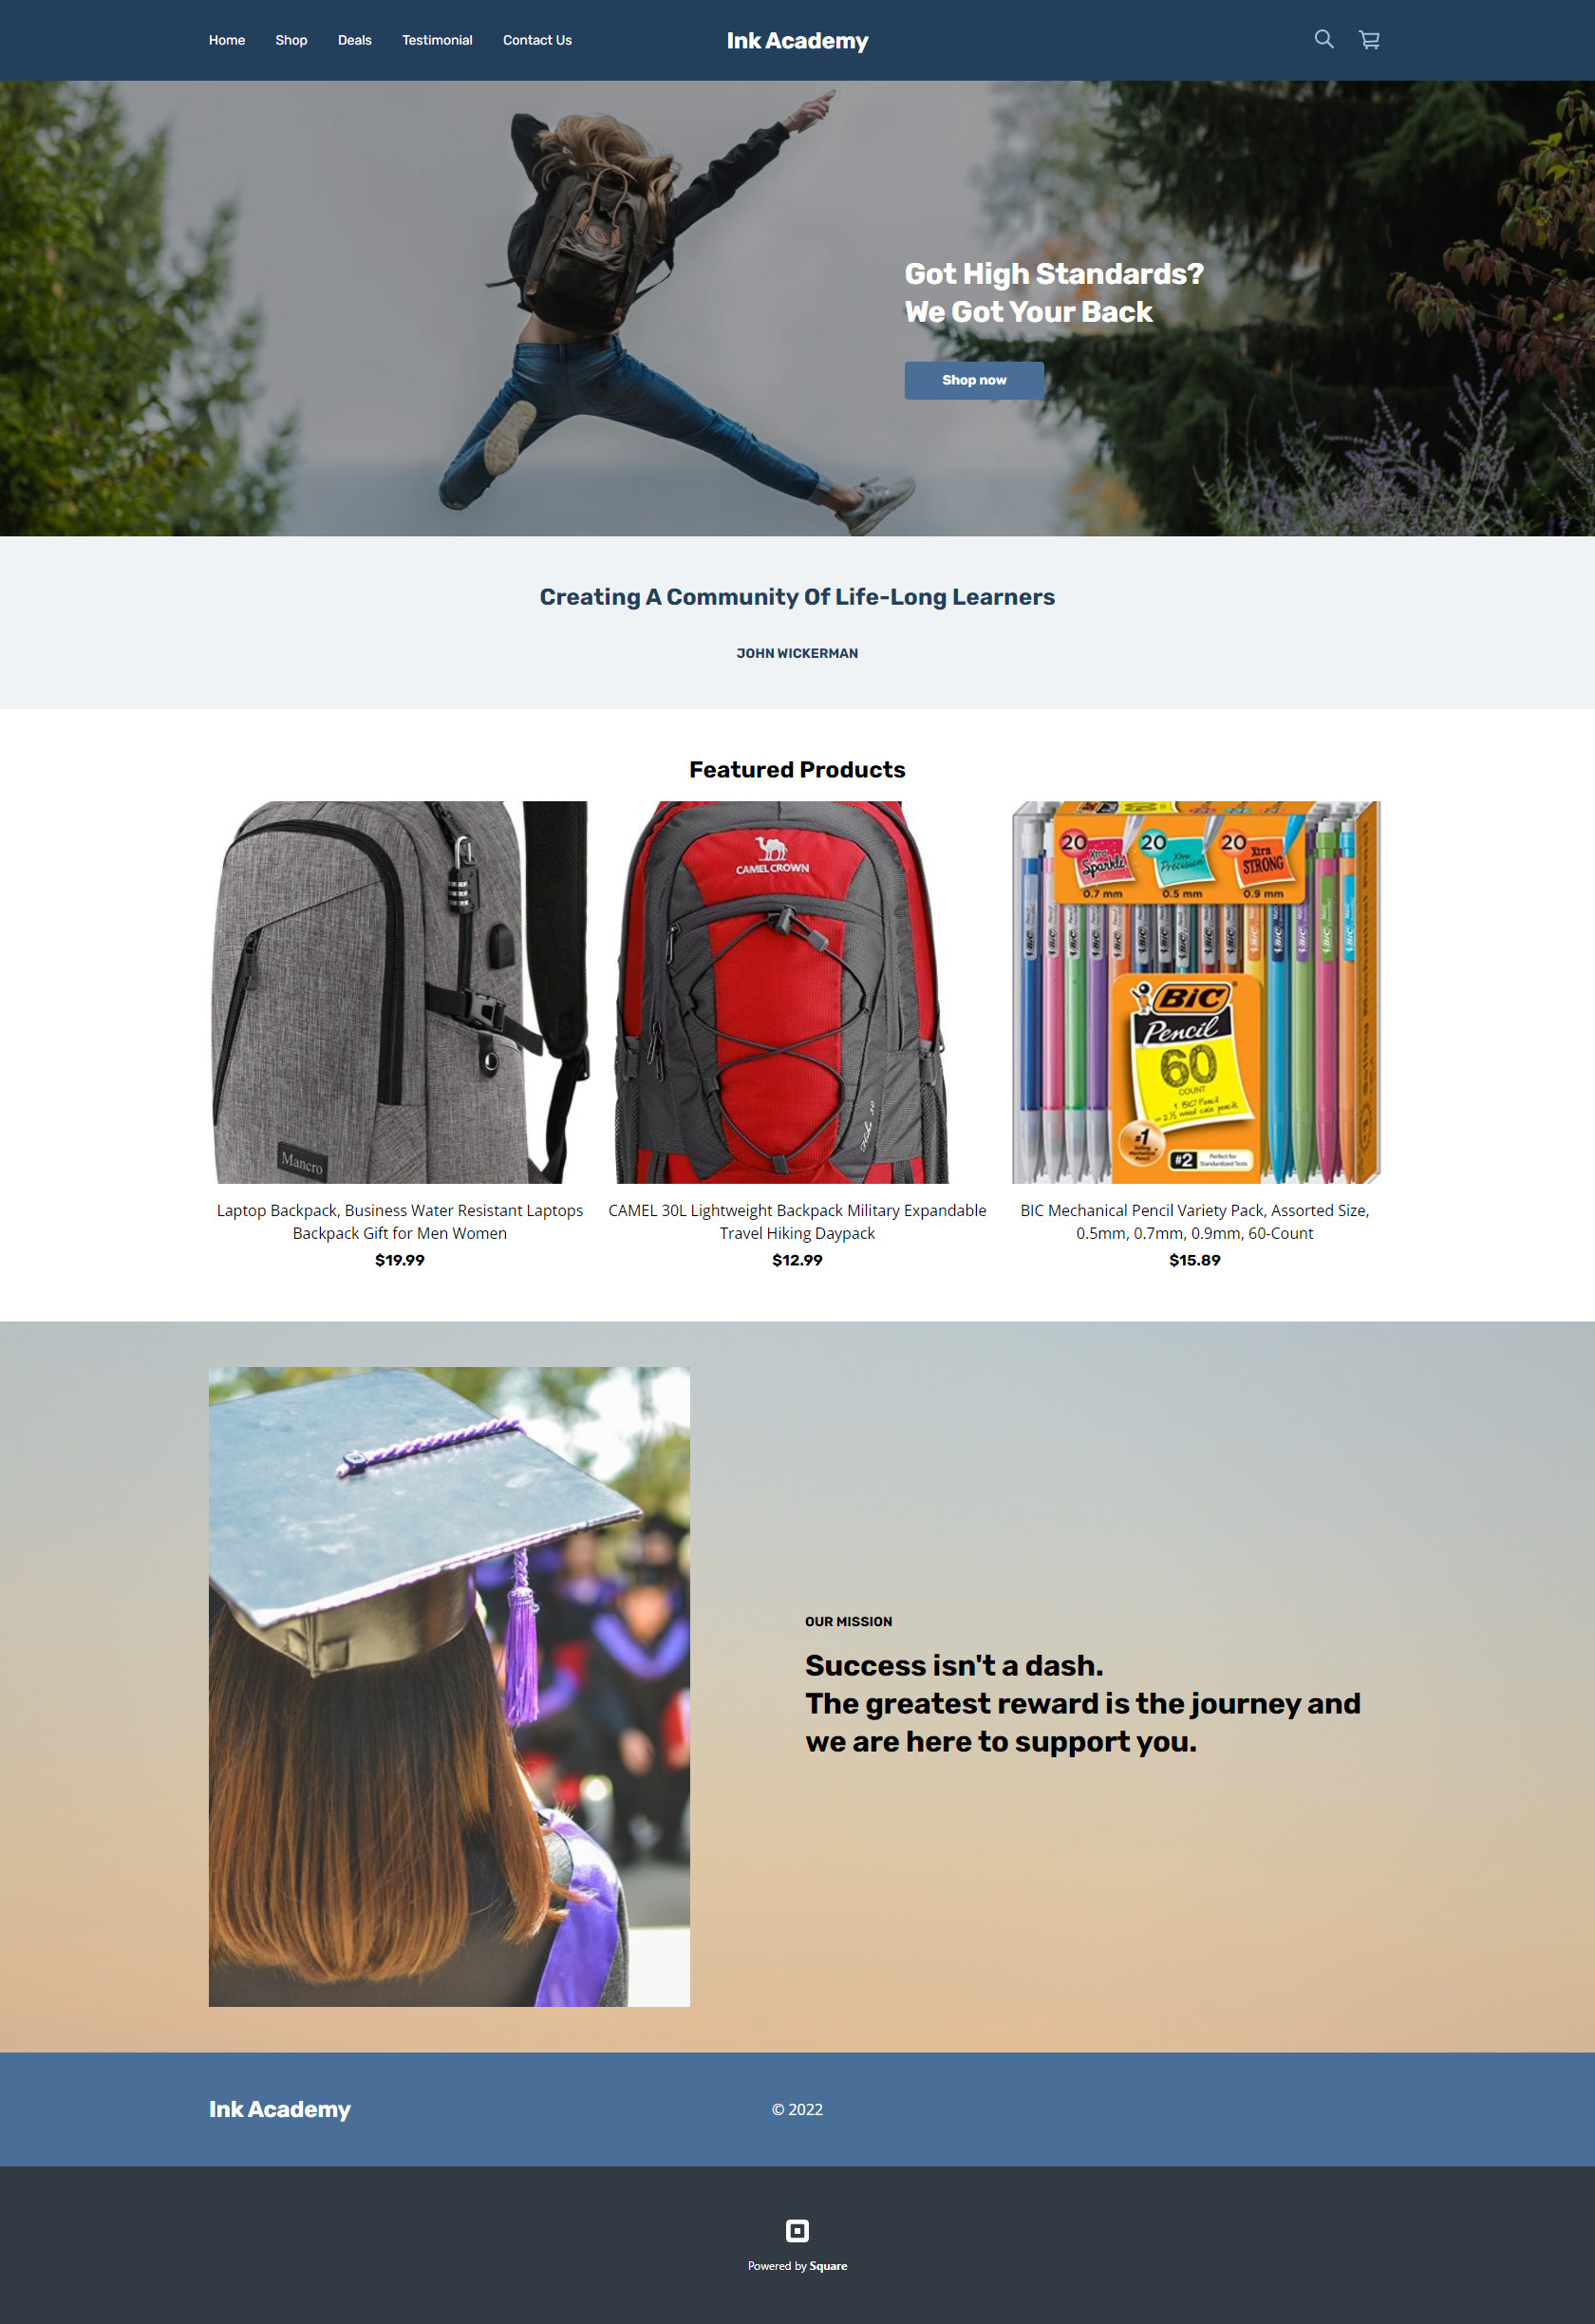 Home Shop Deals Testimonial Contact Us
Ink Academy
Got High Standards?
We Got Your Back
Shop now
Creating A Community Of Life-Long Learners
JOHN WICKERMAN
Featured Products
Mancro
CAMEL CROWN
20 Xtra Sparkle 20 Xtra Precision 20 Xtra STRONG
0.7 mm 0.5 mm 0.9 mm
BIC
Pencil
60
COUNT
#1
#2 Perfect for
Standardized Tests
Laptop Backpack, Business Water Resistant Laptops
Backpack Gift for Men Women
$19.99
CAMEL 30L Lightweight Backpack Military Expandable
Travel Hiking Daypack
$12.99
BIC Mechanical Pencil Variety Pack, Assorted Size,
0.5mm, 0.7mm, 0.9mm, 60-Count
$15.89
OUR MISSION
Success isn't a dash.
The greatest reward is the journey and
we are here to support you.
Ink Academy
© 2022
Powered by Square